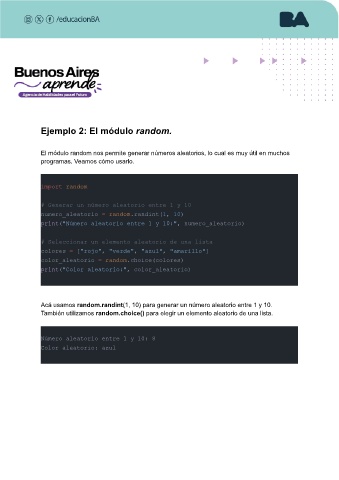 /educacionBA
BA
Buenos Aires
aprende
Agencia de Habilidades para el Futuro
Ejemplo 2: El módulo random.
El módulo random nos permite generar números aleatorios, lo cual es muy útil en muchos
programas. Veamos cómo usarlo.
import random
# Generar un número aleatorio entre 1 y 10
numero_aleatorio = random.randint(1, 10)
print("Número aleatorio entre 1 y 10:", numero_aleatorio)
# Seleccionar un elemento aleatorio de una lista
colores = ["rojo", "verde", "azul", "amarillo"]
color_aleatorio = random.choice(colores)
print("Color aleatorio:", color_aleatorio)
Acá usamos random.randint(1, 10) para generar un número aleatorio entre 1 y 10.
También utilizamos random.choice() para elegir un elemento aleatorio de una lista.
Número aleatorio entre 1 y 10:
Color aleatorio: azul